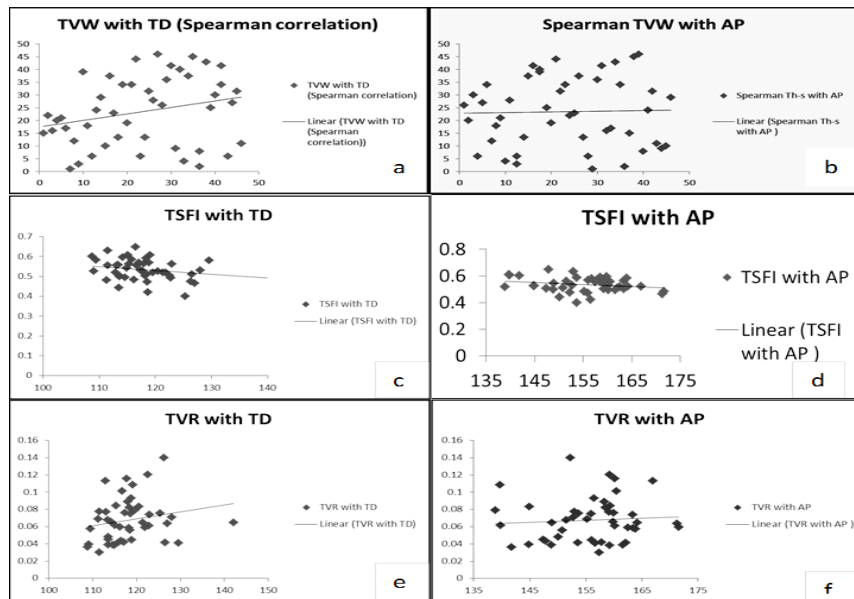 TVW with TD (Spearman correlation)
50
45
40
35
30
25
20
15
10
5
0
0 10 20 30 40 50
TVW with TD
(Spearman correlation)
Linear (TVW with TD
(Spearman
correlation))
a
Spearman TVW with AP
50
45
40
35
30
25
20
15
10
5
0
0 10 20 30 40 50
Spearman Th-s with AP
Linear (Spearman Th-s
with AP )
b
TSFI with TD
0.7
0.6
0.5
0.4
0.3
0.2
0.1
0
100 110 120 130 140
TSFI with TD
Linear (TSFI with TD)
c
TSFI with AP
0.8
0.6
0.4
0.2
0
135 145 155 165 175
TSFI with AP
Linear (TSFI
with AP )
d
TVR with TD
0.16
0.14
0.12
0.1
0.08
0.06
0.04
0.02
0
100 110 120 130 140 150
TVR with TD
Linear (TVR with TD)
e
TVR with AP
0.16
0.14
0.12
0.1
0.08
0.06
0.04
0.02
0
135 145 155 165 175
TVR with AP
Linear (TVR with AP )
f